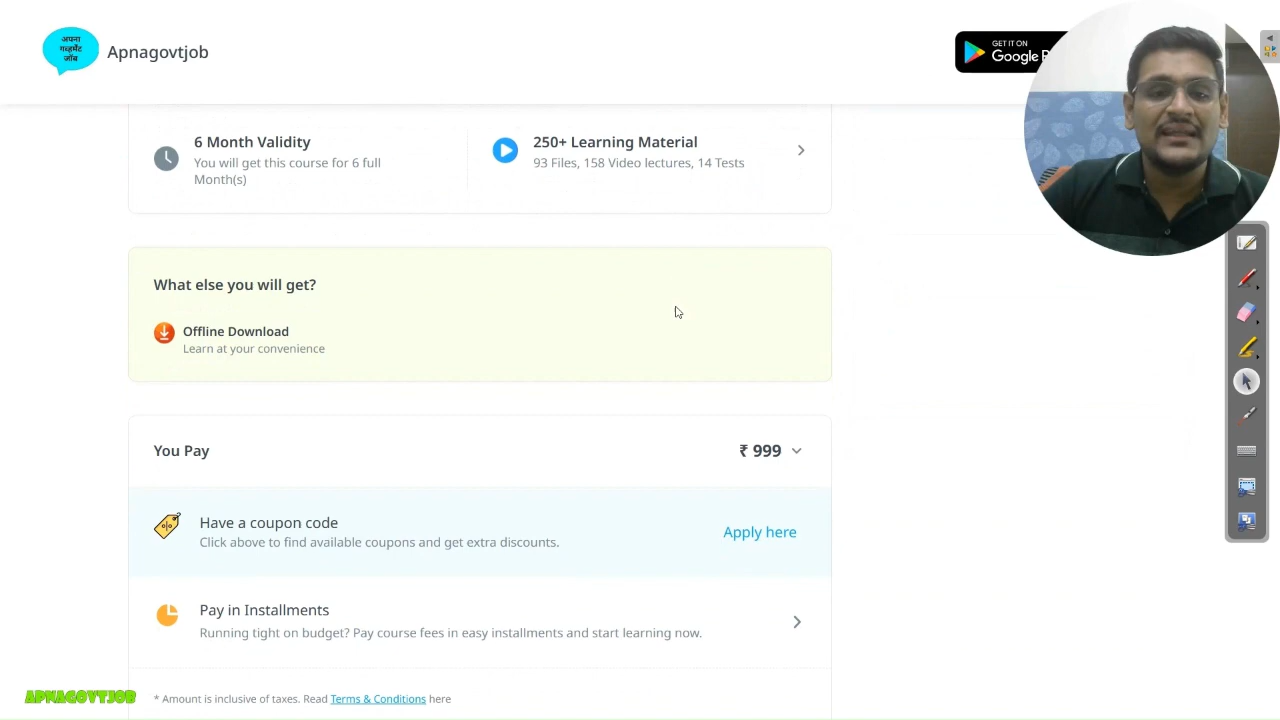 अपना
गव्हर्मेंट
जॉब
Apnagovtjob
GET IT ON
Google
6 Month Validity
You will get this course for 6 full
Month(s)
250+ Learning Material
93 Files, 158 Video lectures, 14 Tests
What else you will get?
Offline Download
Learn at your convenience
You Pay
₹ 999
Have a coupon code
Click above to find available coupons and get extra discounts.
Apply here
Pay in Installments
Running tight on budget? Pay course fees in easy installments and start learning now.
* Amount is inclusive of taxes. Read Terms & Conditions here
APNAGOVTJOB